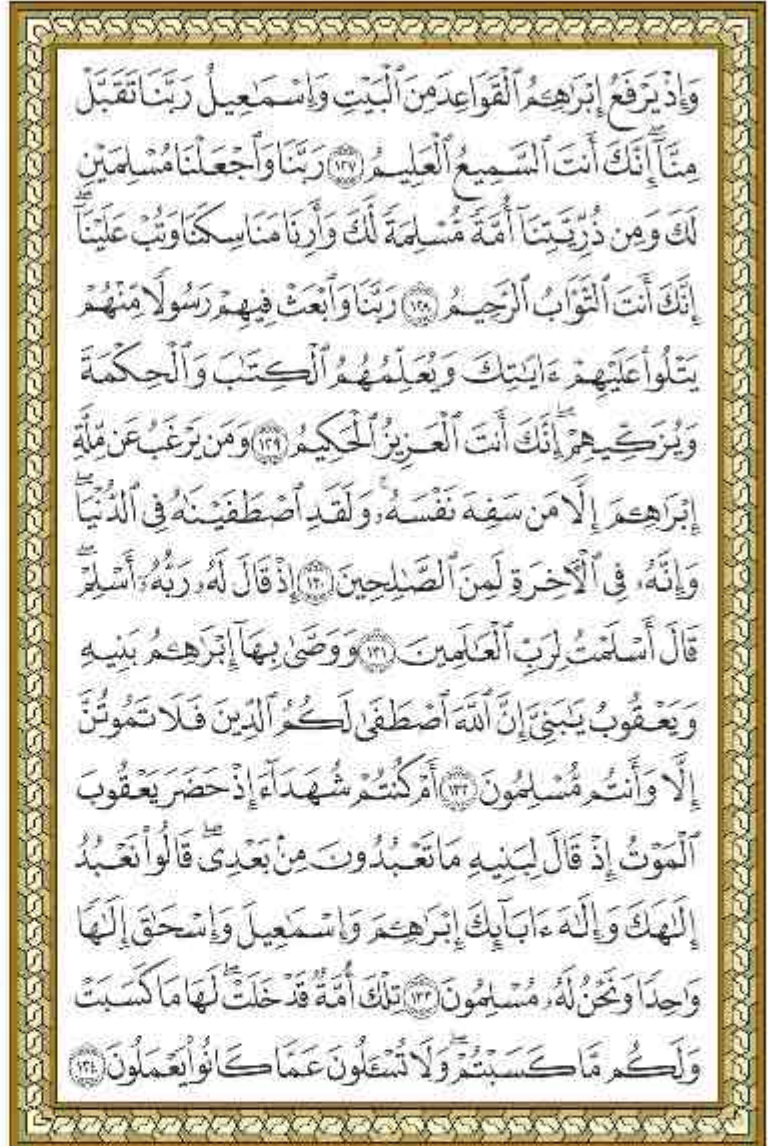 وَإِذْ يَرْفَعُ إِبْرَٰهِـۧمُ ٱلْقَوَاعِدَ مِنَ ٱلْبَيْتِ وَإِسْمَٰعِيلُ رَبَّنَا تَقَبَّلْ
مِنَّآ ۖ إِنَّكَ أَنتَ ٱلسَّمِيعُ ٱلْعَلِيمُ ﴿١٢٧﴾ رَبَّنَا وَٱجْعَلْنَا مُسْلِمَيْنِ
لَكَ وَمِن ذُرِّيَّتِنَآ أُمَّةً مُّسْلِمَةً لَّكَ وَأَرِنَا مَنَاسِكَنَا وَتُبْ عَلَيْنَآ ۖ
إِنَّكَ أَنتَ ٱلتَّوَّابُ ٱلرَّحِيمُ ﴿١٢٨﴾ رَبَّنَا وَٱبْعَثْ فِيهِمْ رَسُولًا مِّنْهُمْ
يَتْلُوا۟ عَلَيْهِمْ ءَايَٰتِكَ وَيُعَلِّمُهُمُ ٱلْكِتَٰبَ وَٱلْحِكْمَةَ
وَيُزَكِّيهِمْ ۚ إِنَّكَ أَنتَ ٱلْعَزِيزُ ٱلْحَكِيمُ ﴿١٢٩﴾ وَمَن يَرْغَبُ عَن مِّلَّةِ
إِبْرَٰهِـۧمَ إِلَّا مَن سَفِهَ نَفْسَهُۥ ۚ وَلَقَدِ ٱصْطَفَيْنَٰهُ فِى ٱلدُّنْيَا ۖ
وَإِنَّهُۥ فِى ٱلْءَاخِرَةِ لَمِنَ ٱلصَّٰلِحِينَ ﴿١٣٠﴾ إِذْ قَالَ لَهُۥ رَبُّهُۥٓ أَسْلِمْ ۖ
قَالَ أَسْلَمْتُ لِرَبِّ ٱلْعَٰلَمِينَ ﴿١٣١﴾ وَوَصَّىٰ بِهَآ إِبْرَٰهِـۧمُ بَنِيهِ
وَيَعْقُوبُ يَٰبَنِىَّ إِنَّ ٱللَّهَ ٱصْطَفَىٰ لَكُمُ ٱلدِّينَ فَلَا تَمُوتُنَّ
إِلَّا وَأَنتُم مُّسْلِمُونَ ﴿١٣٢﴾ أَمْ كُنتُمْ شُهَدَآءَ إِذْ حَضَرَ يَعْقُوبَ
ٱلْمَوْتُ إِذْ قَالَ لِبَنِيهِ مَا تَعْبُدُونَ مِنۢ بَعْدِى ۖ قَالُوا۟ نَعْبُدُ
إِلَٰهَكَ وَإِلَٰهَ ءَابَآئِكَ إِبْرَٰهِـۧمَ وَإِسْمَٰعِيلَ وَإِسْحَٰقَ إِلَٰهًا
وَٰحِدًا وَنَحْنُ لَهُۥ مُسْلِمُونَ ﴿١٣٣﴾ تِلْكَ أُمَّةٌ قَدْ خَلَتْ ۖ لَهَا مَا كَسَبَتْ
وَلَكُم مَّا كَسَبْتُمْ ۖ وَلَا تُسْـَٔلُونَ عَمَّا كَانُوا۟ يَعْمَلُونَ ﴿١٣٤﴾